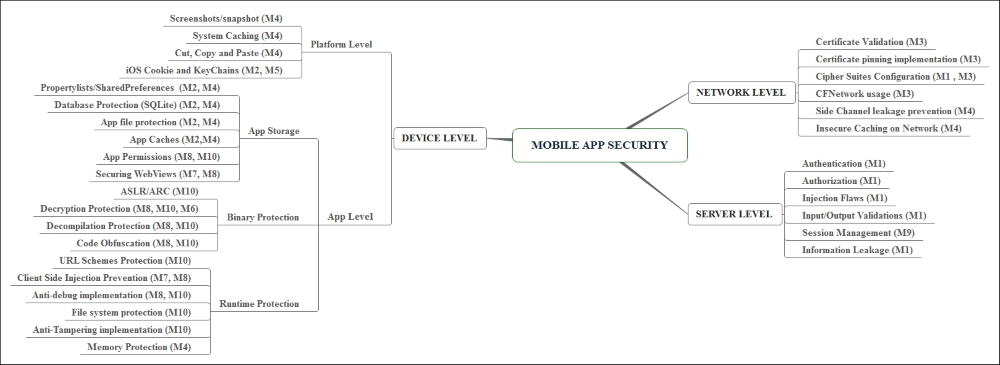 MOBILE APP SECURITY
DEVICE LEVEL
Platform Level
Screenshots/snapshot (M4)
System Caching (M4)
Cut, Copy and Paste (M4)
iOS Cookie and KeyChains (M2, M5)
App Level
App Storage
Propertylists/SharedPreferences (M2, M4)
Database Protection (SQLite) (M2, M4)
App file protection (M2, M4)
App Caches (M2,M4)
App Permissions (M8, M10)
Securing WebViews (M7, M8)
Binary Protection
ASLR/ARC (M10)
Decryption Protection (M8, M10, M6)
Decompilation Protection (M8, M10)
Code Obfuscation (M8, M10)
Runtime Protection
URL Schemes Protection (M10)
Client Side Injection Prevention (M7, M8)
Anti-debug implementation (M8, M10)
File system protection (M10)
Anti-Tampering implementation (M10)
Memory Protection (M4)
NETWORK LEVEL
Certificate Validation (M3)
Certificate pinning implementation (M3)
Cipher Suites Configuration (M1 , M3)
CFNetwork usage (M3)
Side Channel leakage prevention (M4)
Insecure Caching on Network (M4)
SERVER LEVEL
Authentication (M1)
Authorization (M1)
Injection Flaws (M1)
Input/Output Validations (M1)
Session Management (M9)
Information Leakage (M1)